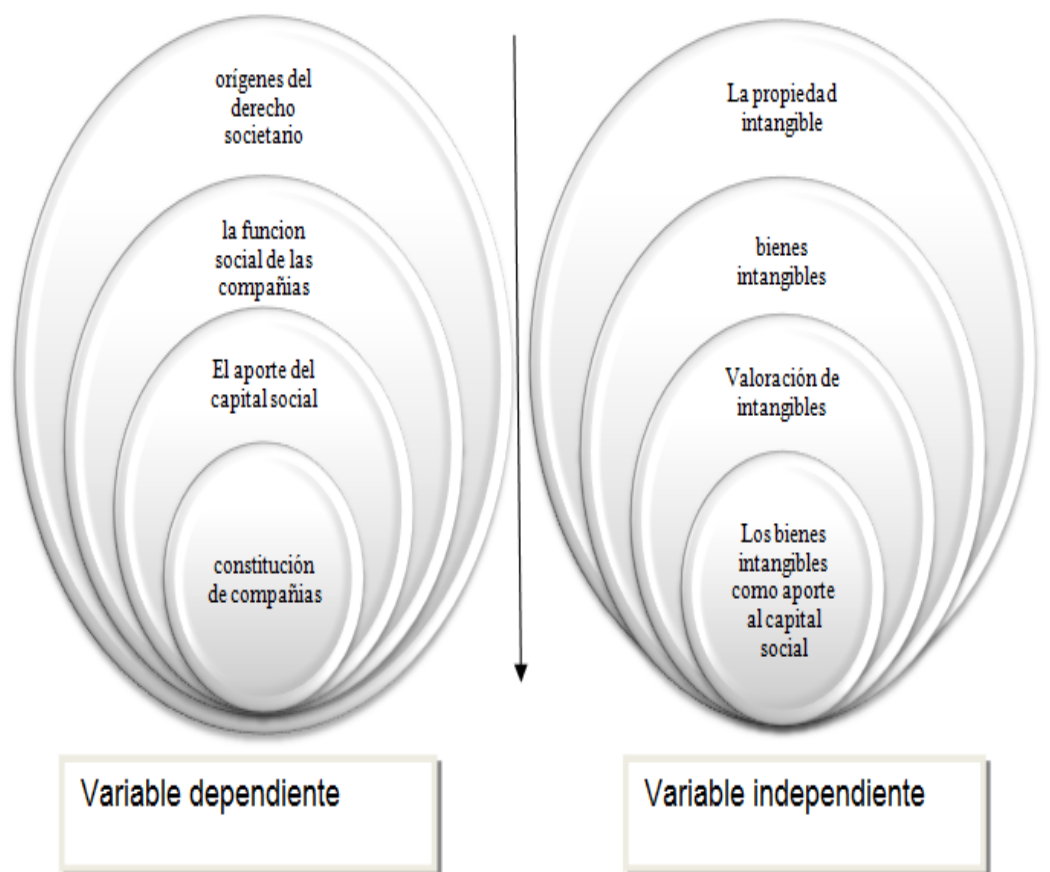 orígenes del
derecho
societario
la funcion
social de las
compañias
El aporte del
capital social
constitución
de compañias
Variable dependiente
La propiedad
intangible
bienes
intangibles
Valoración de
intangibles
Los bienes
intangibles
como aporte
al capital
social
Variable independiente